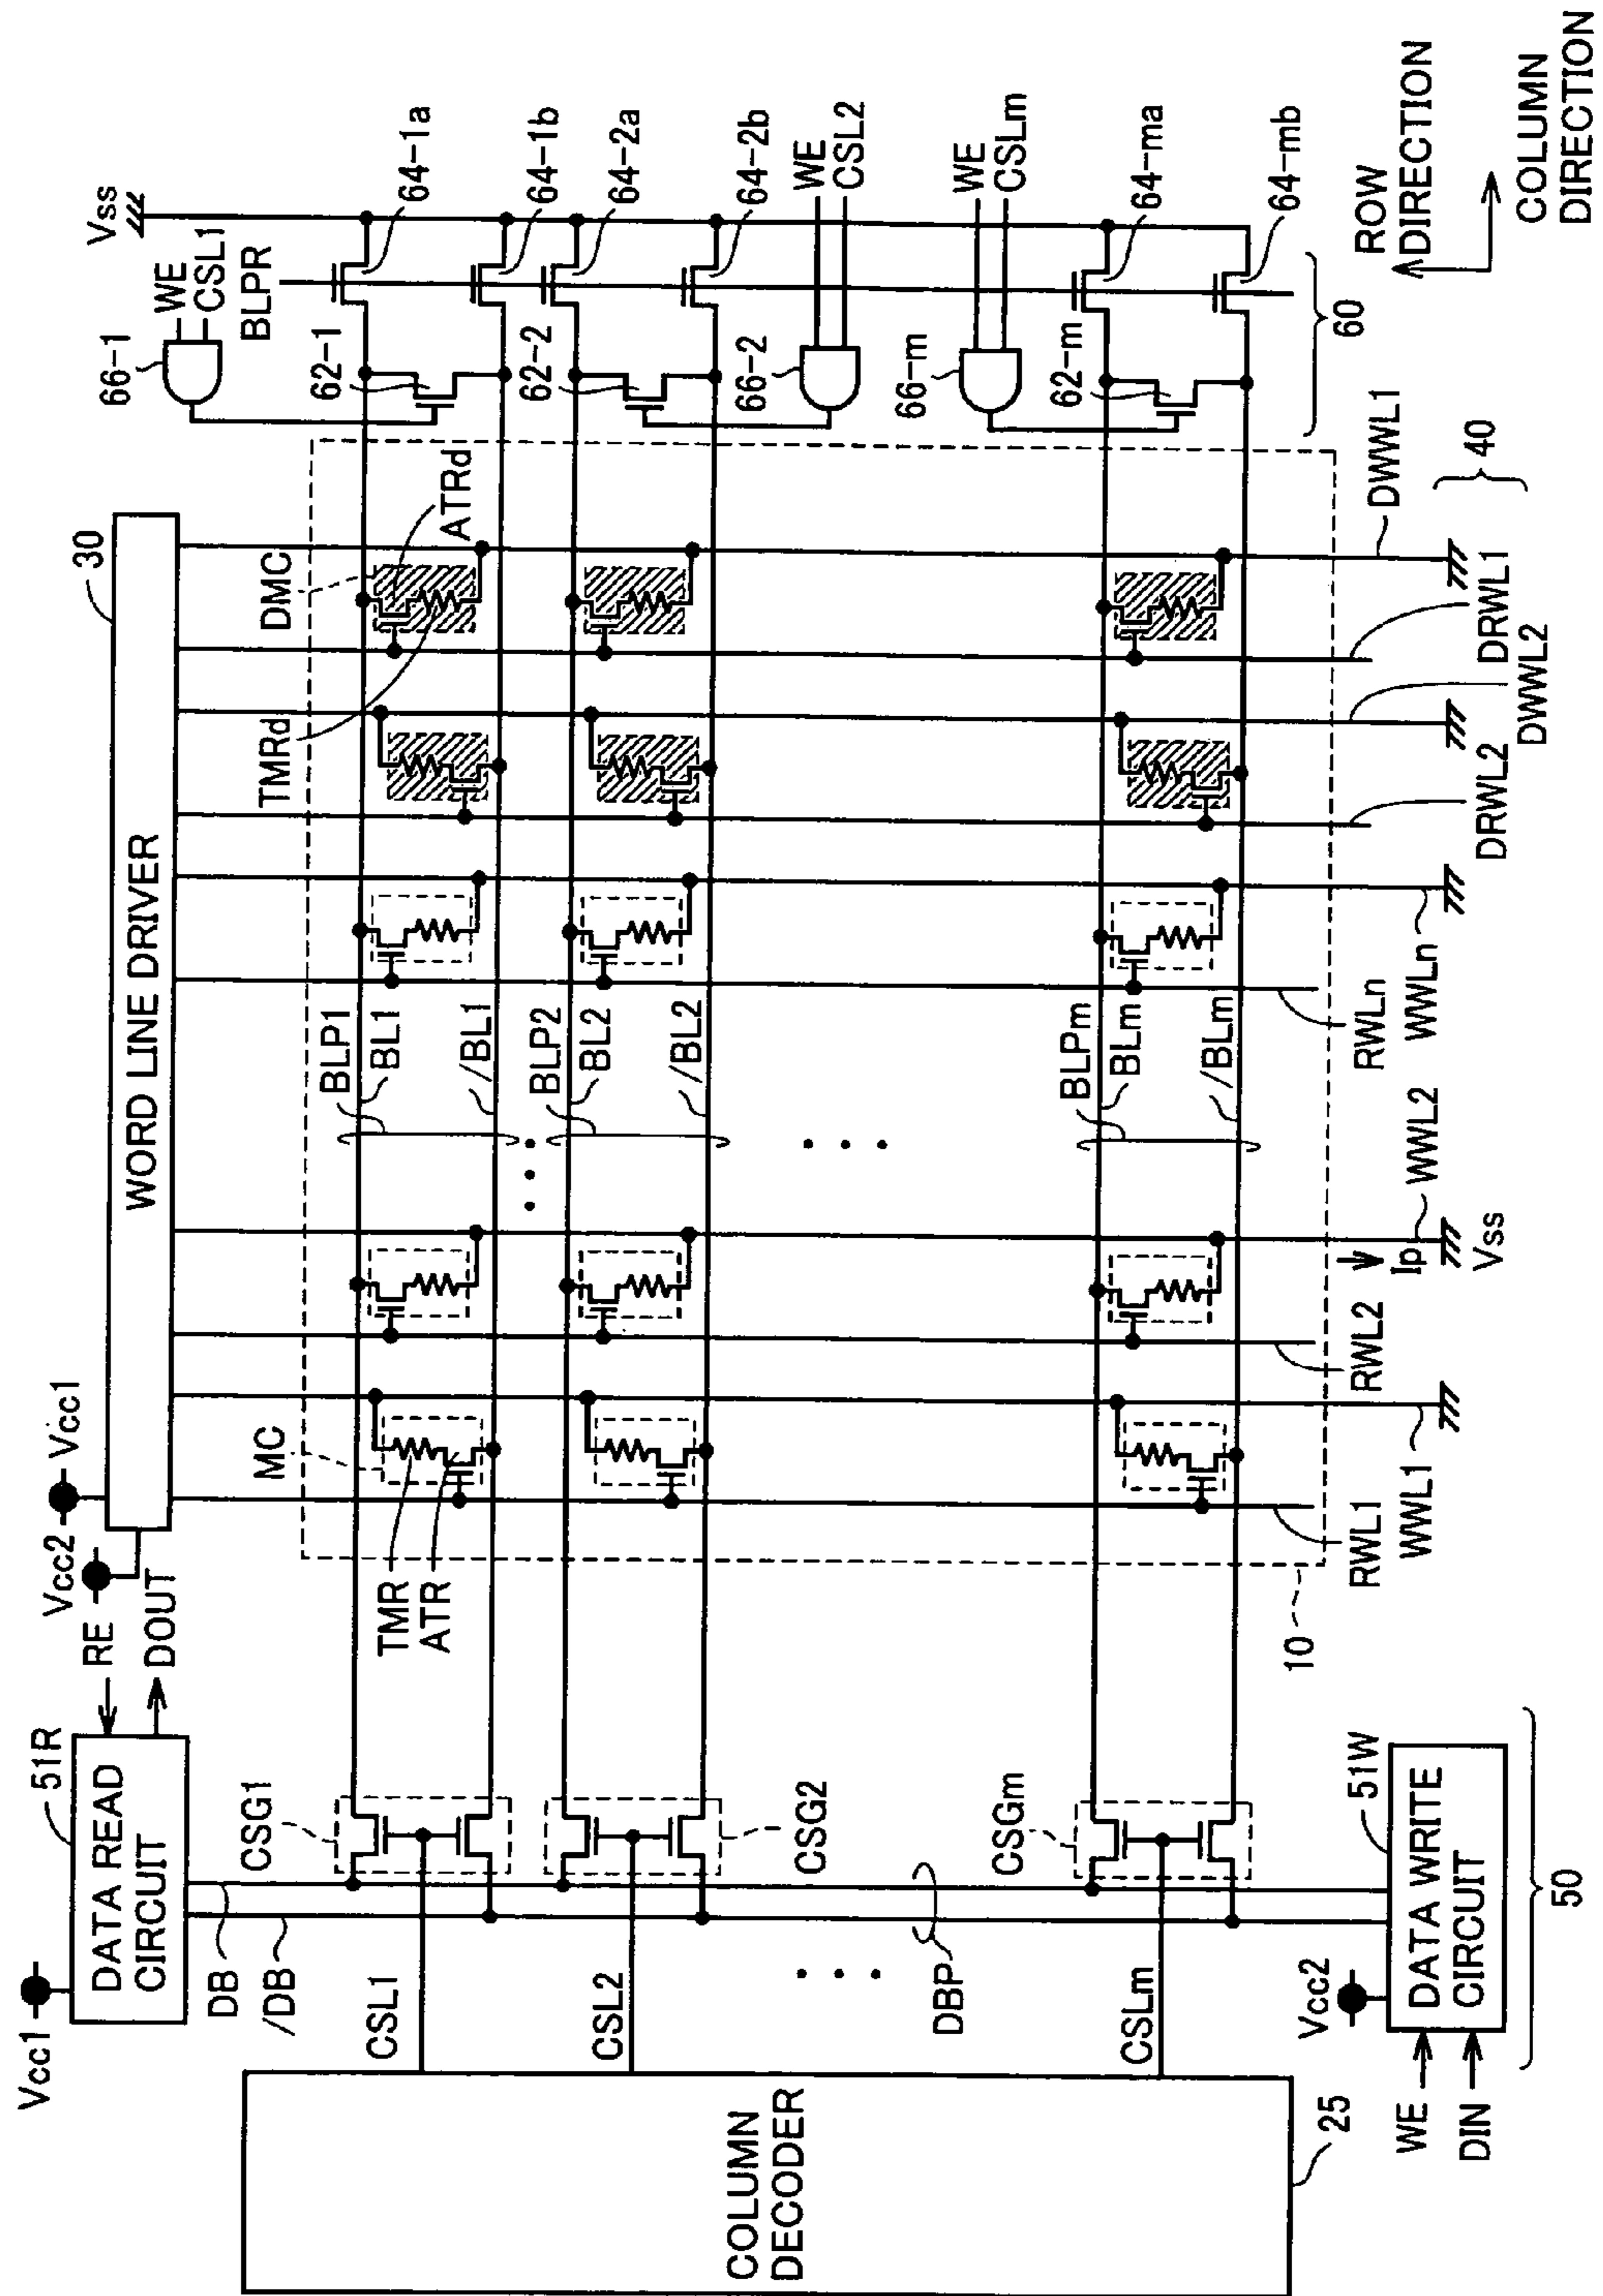 Vss
WE
CSL1
66-1
BLPR
64-1a
64-1b
64-2a
64-2b
62-1
62-2
66-2
WE
CSL2
WE
CSLm
66-m
62-m
64-ma
64-mb
60
ROW
DIRECTION
COLUMN
DIRECTION
30
WORD LINE DRIVER
Vcc1
Vcc2
DMC
ATRd
TMRd
BLP1
BL1
/BL1
BLP2
BL2
/BL2
BLPm
BLm
/BLm
MC
TMR
ATR
10
RWL1
WWL1
RWL2
Ip
Vss
WWL2
RWLn
WWLn
DRWL2
DWWL2
DRWL1
DWWL1
40
Vcc1
DATA READ
CIRCUIT
51R
RE
DOUT
DB
/DB
CSG1
CSG2
CSGm
CSL1
CSL2
CSLm
DBP
COLUMN
DECODER
25
Vcc2
WE
DIN
DATA WRITE
CIRCUIT
51W
50